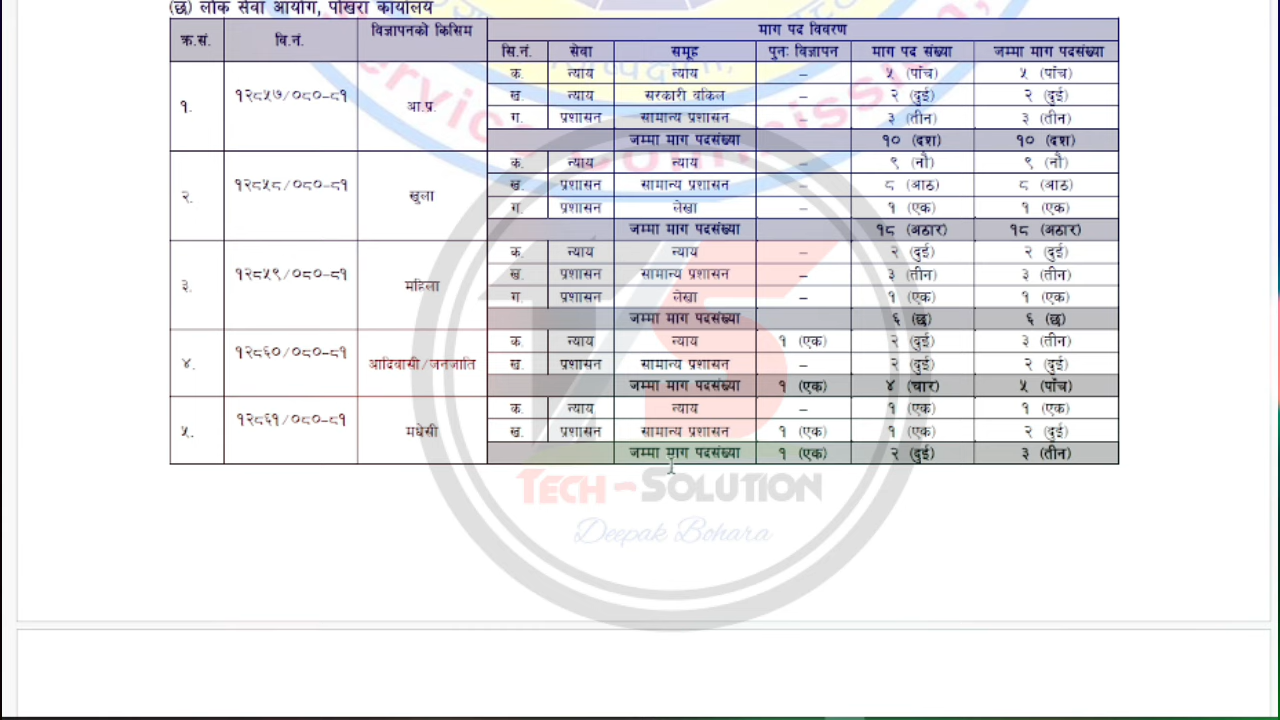 (छ) लोक सेवा आयोग, पोखरा कार्यालय
क्र.सं. वि.नं. विज्ञापनको किसिम माग पद विवरण
सि.नं. सेवा समूह पुनः विज्ञापन माग पद संख्या जम्मा माग पदसंख्या
१. १२८५७/०८०-८१ आ.प्र. क. न्याय न्याय – ५ (पाँच) ५ (पाँच)
ख. न्याय सरकारी वकिल – २ (दुई) २ (दुई)
ग. प्रशासन सामान्य प्रशासन – ३ (तीन) ३ (तीन)
जम्मा माग पदसंख्या १० (दश) १० (दश)
२. १२८५८/०८०-८१ खुला क. न्याय न्याय – ९ (नौ) ९ (नौ)
ख. प्रशासन सामान्य प्रशासन – ८ (आठ) ८ (आठ)
ग. प्रशासन लेखा – १ (एक) १ (एक)
जम्मा माग पदसंख्या १८ (अठार) १८ (अठार)
३. १२८५९/०८०-८१ महिला क. न्याय न्याय – २ (दुई) २ (दुई)
ख. प्रशासन सामान्य प्रशासन – ३ (तीन) ३ (तीन)
ग. प्रशासन लेखा – १ (एक) १ (एक)
जम्मा माग पदसंख्या ६ (छ) ६ (छ)
४. १२८६०/०८०-८१ आदिवासी/जनजाति क. न्याय न्याय १ (एक) २ (दुई) ३ (तीन)
ख. प्रशासन सामान्य प्रशासन – २ (दुई) २ (दुई)
जम्मा माग पदसंख्या १ (एक) ४ (चार) ५ (पाँच)
५. १२८६१/०८०-८१ मधेसी क. न्याय न्याय – १ (एक) १ (एक)
ख. प्रशासन सामान्य प्रशासन १ (एक) १ (एक) २ (दुई)
जम्मा माग पदसंख्या १ (एक) २ (दुई) ३ (तीन)
TECH-SOLUTION
Deepak Bohara